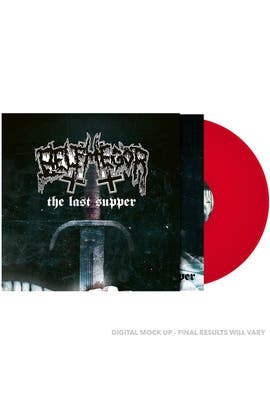 BELPHEGOR
the last supper
DIGITAL MOCK UP - FINAL RESULTS WILL VARY